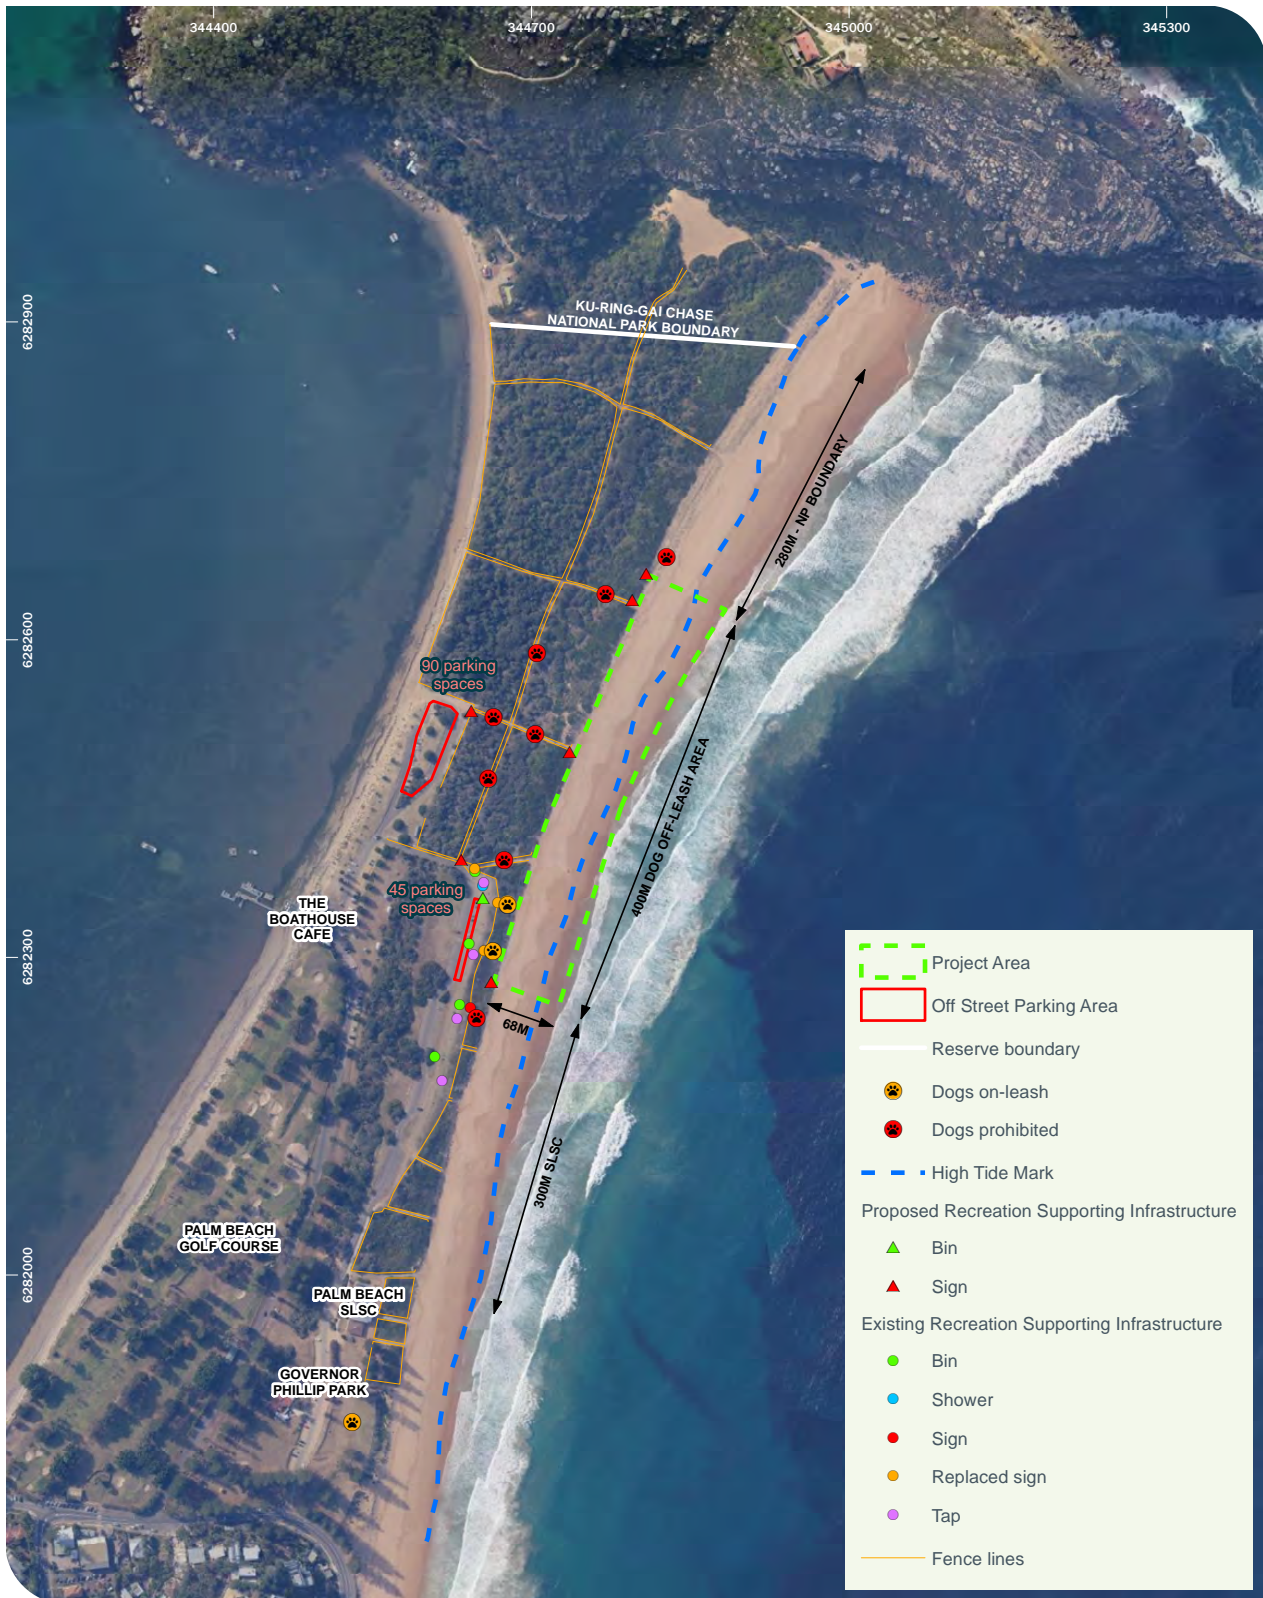 344400
344700
345000
345300
6282900
KU-RING-GAI CHASE
NATIONAL PARK BOUNDARY
280M - NP BOUNDARY
6282600
90 parking
spaces
400M DOG OFF-LEASH AREA
45 parking
spaces
THE
BOATHOUSE
CAFE
6282300
68M
300M SLSC
PALM BEACH
GOLF COURSE
6282000
PALM BEACH
SLSC
GOVERNOR
PHILLIP PARK
Project Area
Off Street Parking Area
Reserve boundary
Dogs on-leash
Dogs prohibited
High Tide Mark
Proposed Recreation Supporting Infrastructure
Bin
Sign
Existing Recreation Supporting Infrastructure
Bin
Shower
Sign
Replaced sign
Tap
Fence lines